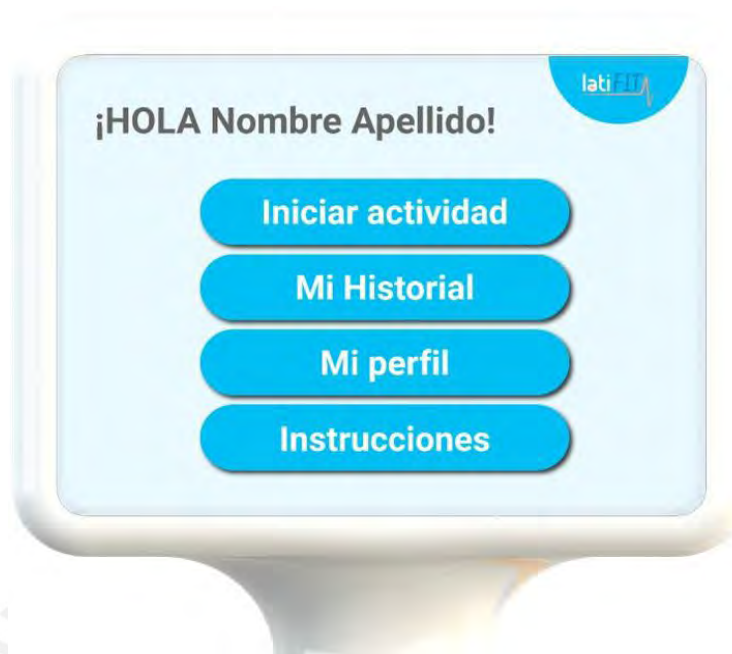 latiFIT
¡HOLA Nombre Apellido!
Iniciar actividad
Mi Historial
Mi perfil
Instrucciones